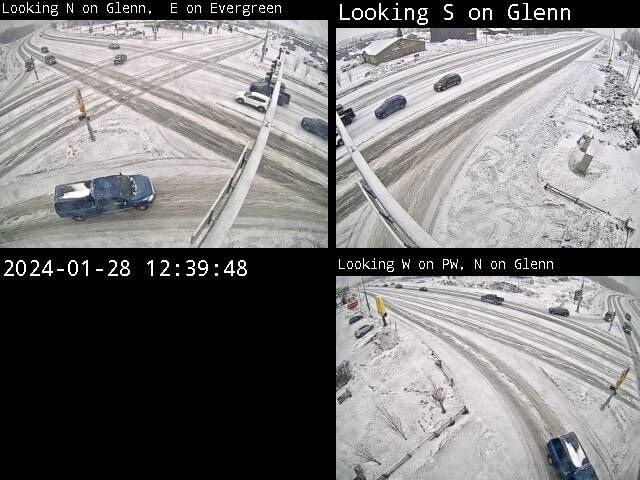 Looking N on Glenn, E on Evergreen
Looking S on Glenn
2024-01-28 12:39:48
Looking W on PW, N on Glenn